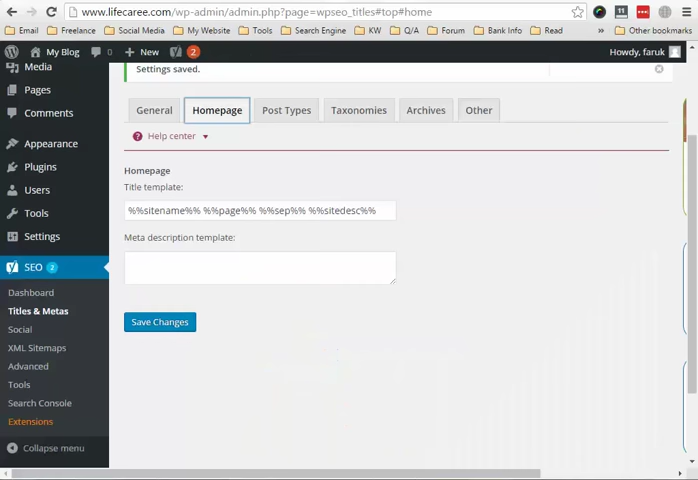 www.lifecaree.com/wp-admin/admin.php?page=wpseo_titles#top#home
Email Freelance Social Media My Website Tools Search Engine KW Q/A Forum Bank Info Read » Other bookmarks
My Blog 0 New 2 Howdy, faruk
Media
Pages
Comments
Appearance
Plugins
Users
Tools
Settings
SEO 2
Dashboard
Titles & Metas
Social
XML Sitemaps
Advanced
Tools
Search Console
Extensions
Collapse menu
Settings saved.
General Homepage Post Types Taxonomies Archives Other
? Help center
Homepage
Title template:
%%sitename%% %%page%% %%sep%% %%sitedesc%%
Meta description template:
Save Changes